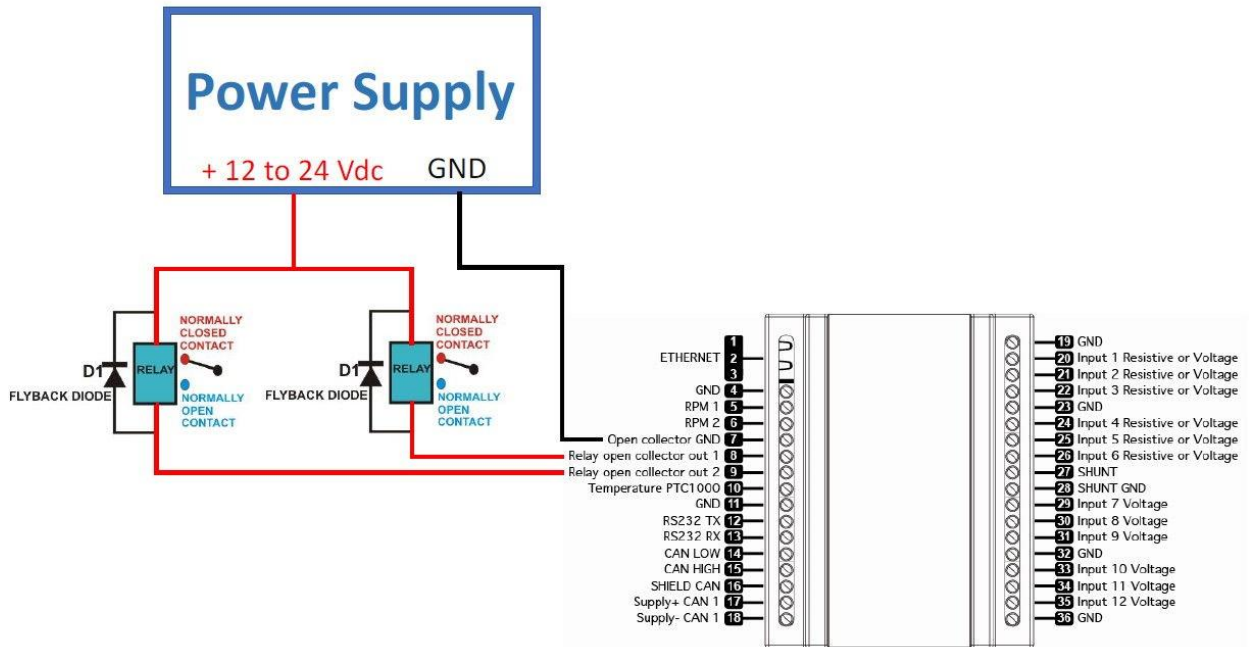 Power Supply
+ 12 to 24 Vdc
GND
NORMALLY
CLOSED
CONTACT
D1
RELAY
FLYBACK DIODE
NORMALLY
OPEN
CONTACT
NORMALLY
CLOSED
CONTACT
D1
RELAY
FLYBACK DIODE
NORMALLY
OPEN
CONTACT
1
ETHERNET 2
3
GND 4
RPM 1 5
RPM 2 6
Open collector GND 7
Relay open collector out 1 8
Relay open collector out 2 9
Temperature PTC1000 10
GND 11
RS232 TX 12
RS232 RX 13
CAN LOW 14
CAN HIGH 15
SHIELD CAN 16
Supply+ CAN 1 17
Supply- CAN 1 18
19 GND
20 Input 1 Resistive or Voltage
21 Input 2 Resistive or Voltage
22 Input 3 Resistive or Voltage
23 GND
24 Input 4 Resistive or Voltage
25 Input 5 Resistive or Voltage
26 Input 6 Resistive or Voltage
27 SHUNT
28 SHUNT GND
29 Input 7 Voltage
30 Input 8 Voltage
31 Input 9 Voltage
32 GND
33 Input 10 Voltage
34 Input 11 Voltage
35 Input 12 Voltage
36 GND